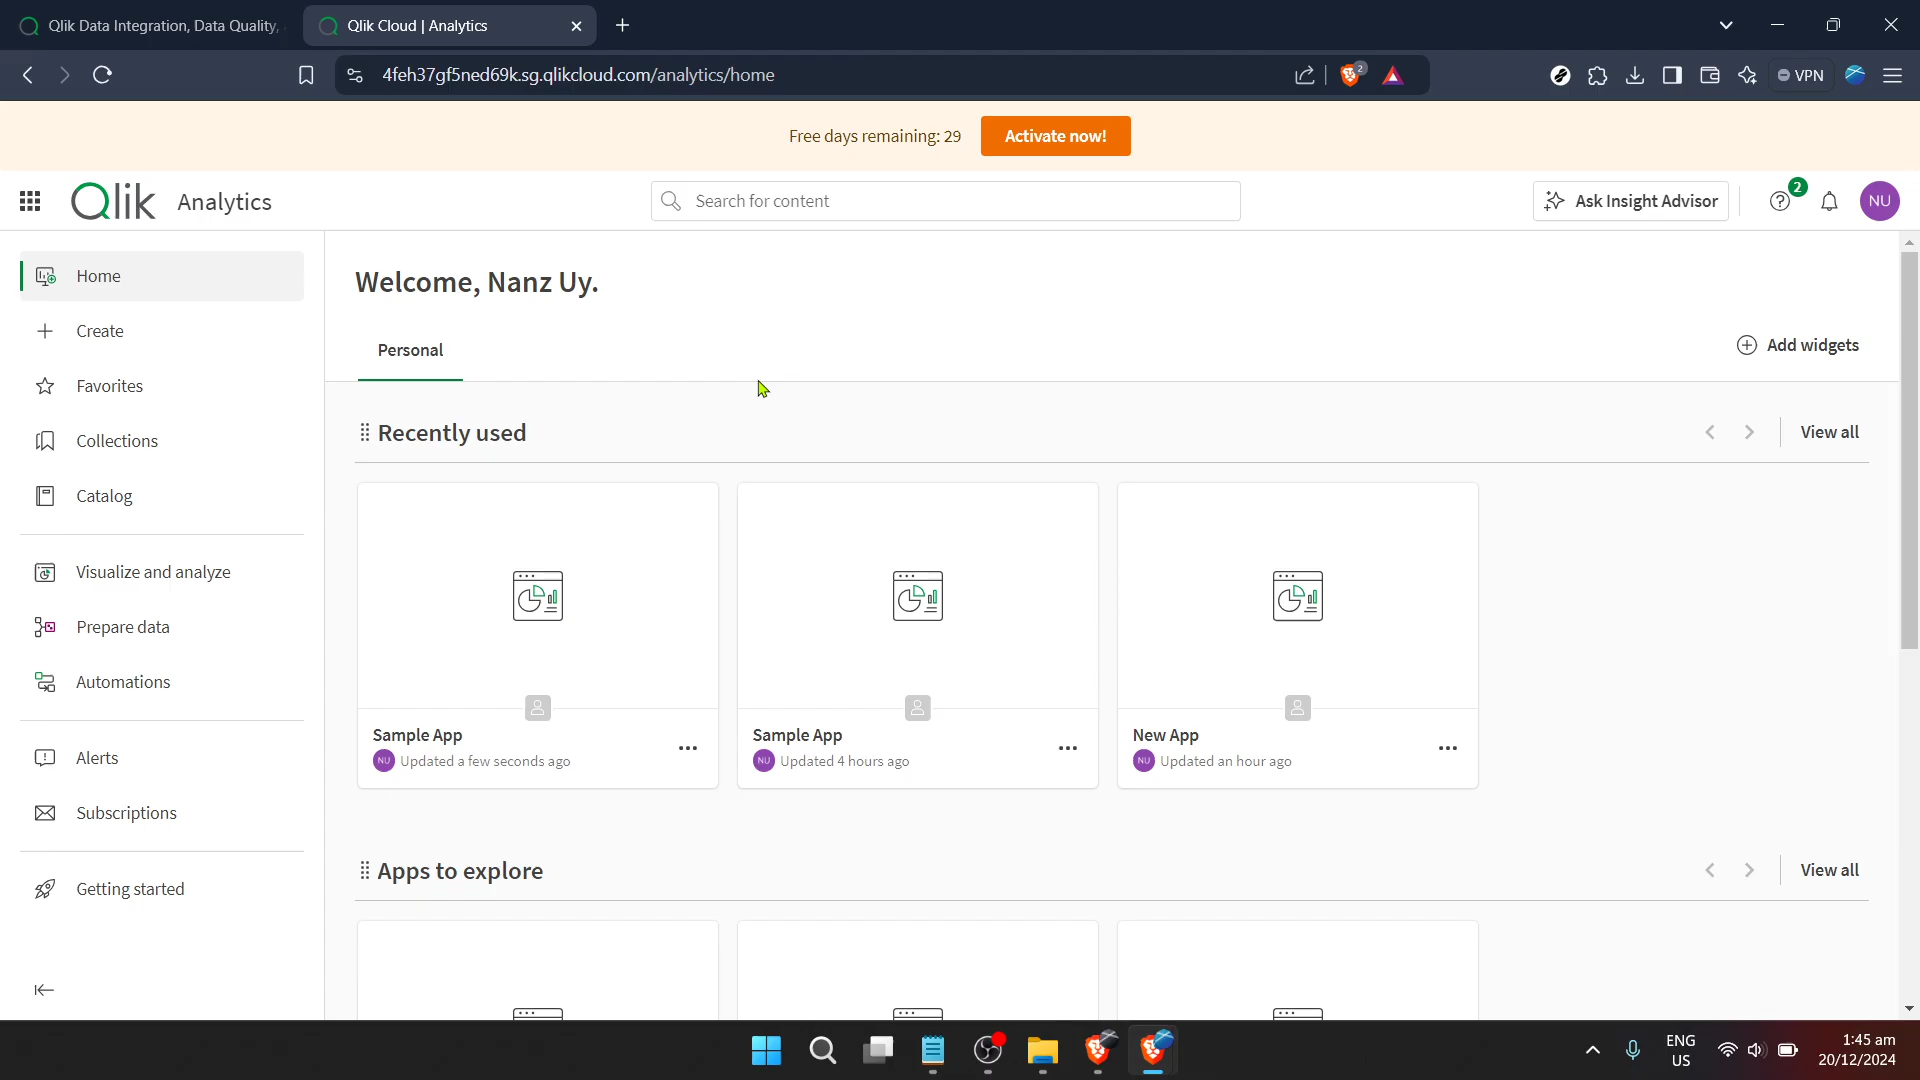 Qlik Data Integration, Data Quality,
Qlik Cloud | Analytics
4feh37gf5ned69k.sg.qlikcloud.com/analytics/home
2
VPN
Free days remaining: 29
Activate now!
Qlik Analytics
Search for content
Ask Insight Advisor
2
NU
Home
Create
Favorites
Collections
Catalog
Visualize and analyze
Prepare data
Automations
Alerts
Subscriptions
Getting started
Welcome, Nanz Uy.
Personal
Add widgets
Recently used
View all
Sample App
NU Updated a few seconds ago
Sample App
NU Updated 4 hours ago
New App
NU Updated an hour ago
Apps to explore
View all
ENG
US
1:45 am
20/12/2024